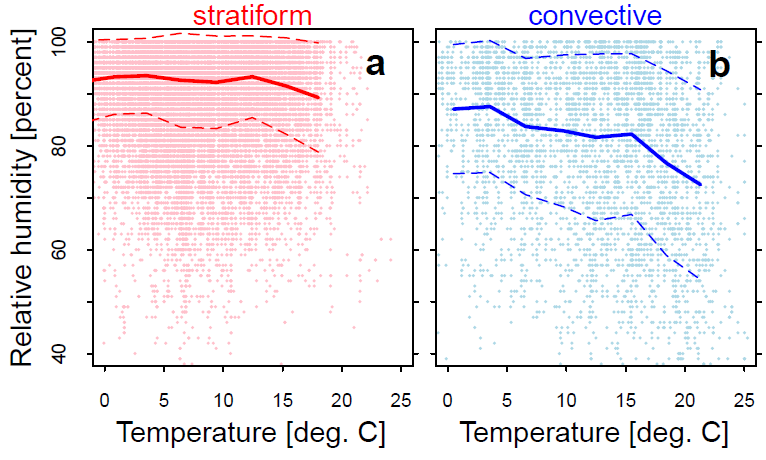 stratiform convective
a b
Relative humidity [percent]
100
80
60
40
0 5 10 15 20 25 0 5 10 15 20 25
Temperature [deg. C] Temperature [deg. C]